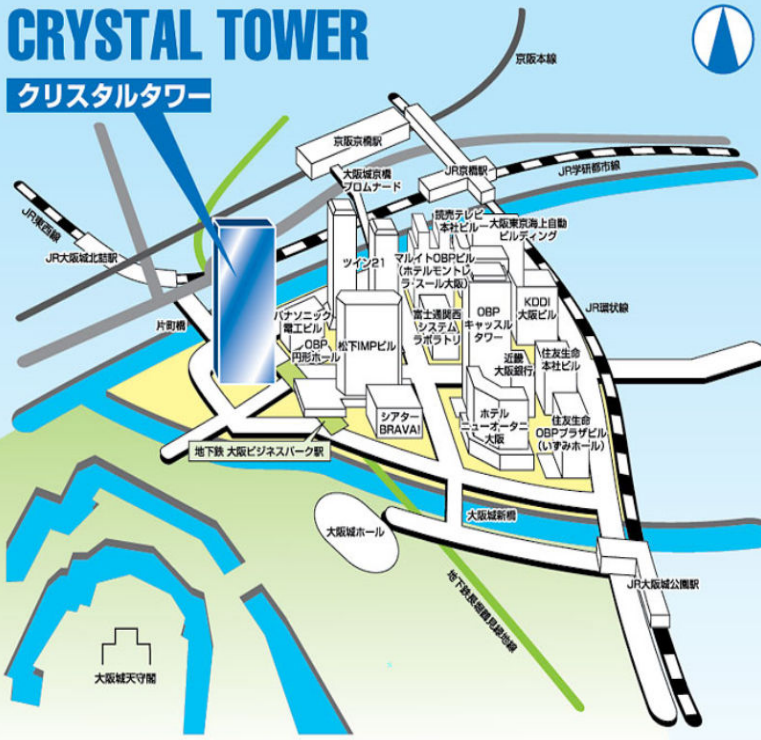 CRYSTAL TOWER
クリスタルタワー
京阪本線
京阪京橋駅
大阪城京橋
プロムナード
JR京橋駅
JR学研都市線
JR東西線
JR大阪城北詰駅
読売テレビ
本社ビル
大阪東京海上自動
ビルディング
ツイン21
マルイトOBPビル
(ホテルモントレ
ラ・スール大阪)
片町橋
パナソニック
電工ビル
OBP
円形ホール
松下IMPビル
富士通関西
システム
ラボラトリ
OBP
キャッスル
タワー
KDDI
大阪ビル
JR環状線
近畿
大阪銀行
住友生命
本社ビル
シアター
BRAVA!
ホテル
ニューオータニ
大阪
住友生命
OBPプラザビル
(いずみホール)
地下鉄 大阪ビジネスパーク駅
大阪城ホール
大阪城新橋
JR大阪城公園駅
地下鉄長堀鶴見緑地線
大阪城天守閣